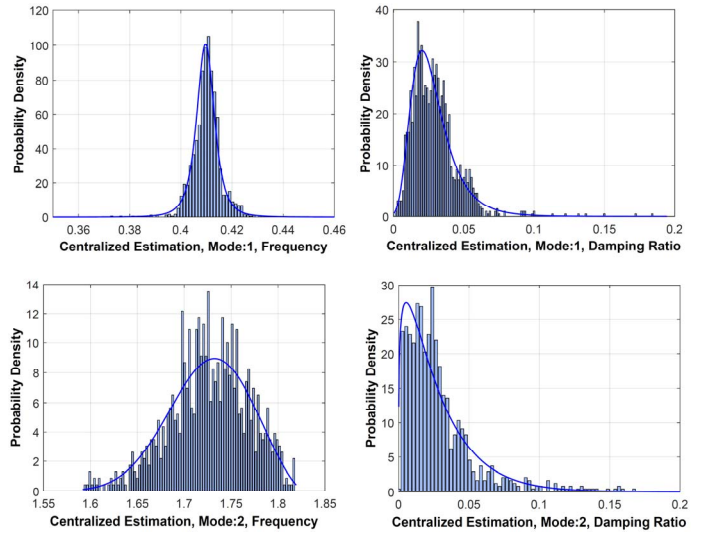 120
100
80
60
40
20
0
0.36 0.38 0.4 0.42 0.44 0.46
Probability Density
Centralized Estimation, Mode:1, Frequency
40
30
20
10
0
0 0.05 0.1 0.15 0.2
Probability Density
Centralized Estimation, Mode:1, Damping Ratio
14
12
10
8
6
4
2
0
1.55 1.6 1.65 1.7 1.75 1.8 1.85
Probability Density
Centralized Estimation, Mode:2, Frequency
30
25
20
15
10
5
0
0 0.05 0.1 0.15 0.2
Probability Density
Centralized Estimation, Mode:2, Damping Ratio